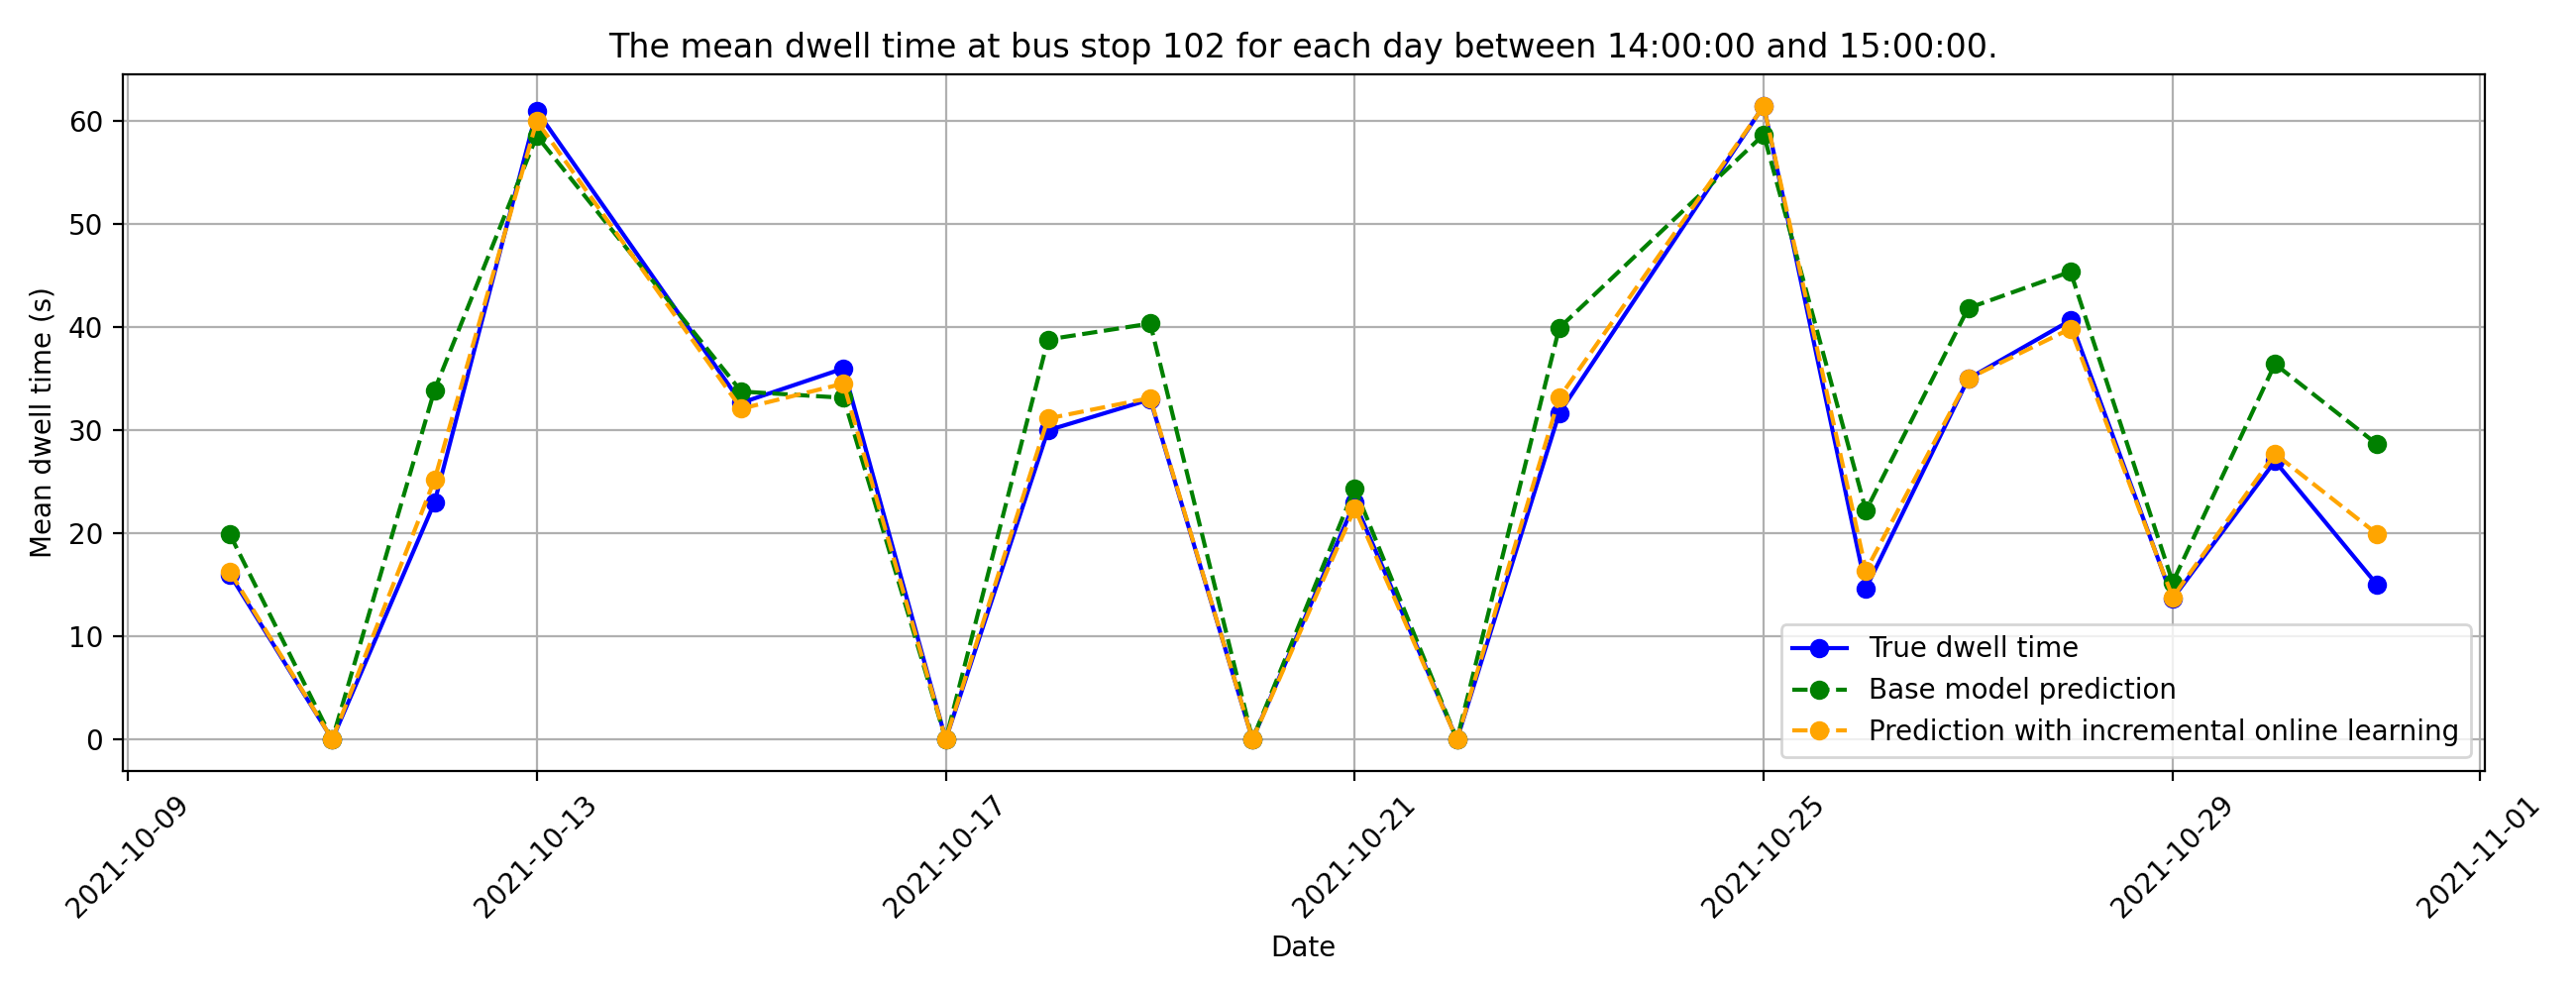 The mean dwell time at bus stop 102 for each day between 14:00:00 and 15:00:00.
Mean dwell time (s)
60
50
40
30
20
10
0
True dwell time
Base model prediction
Prediction with incremental online learning
2021-10-09
2021-10-13
2021-10-17
2021-10-21
2021-10-25
2021-10-29
2021-11-01
Date